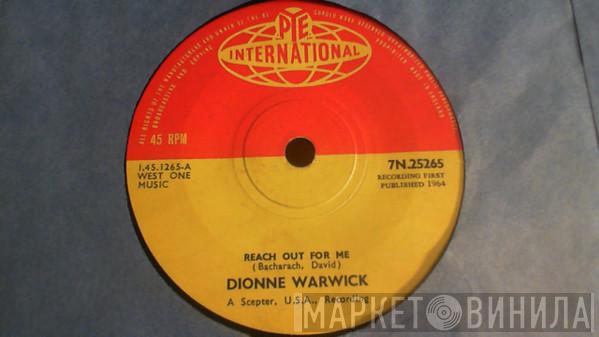 PYE
INTERNATIONAL
45 RPM
I.45.1265-A
WEST ONE
MUSIC
7N.25265
RECORDING FIRST
PUBLISHED 1964
REACH OUT FOR ME
(Bacharach, David)
DIONNE WARWICK
A Scepter, U.S.A., Recording
МАРКЕТ ВИНИЛА